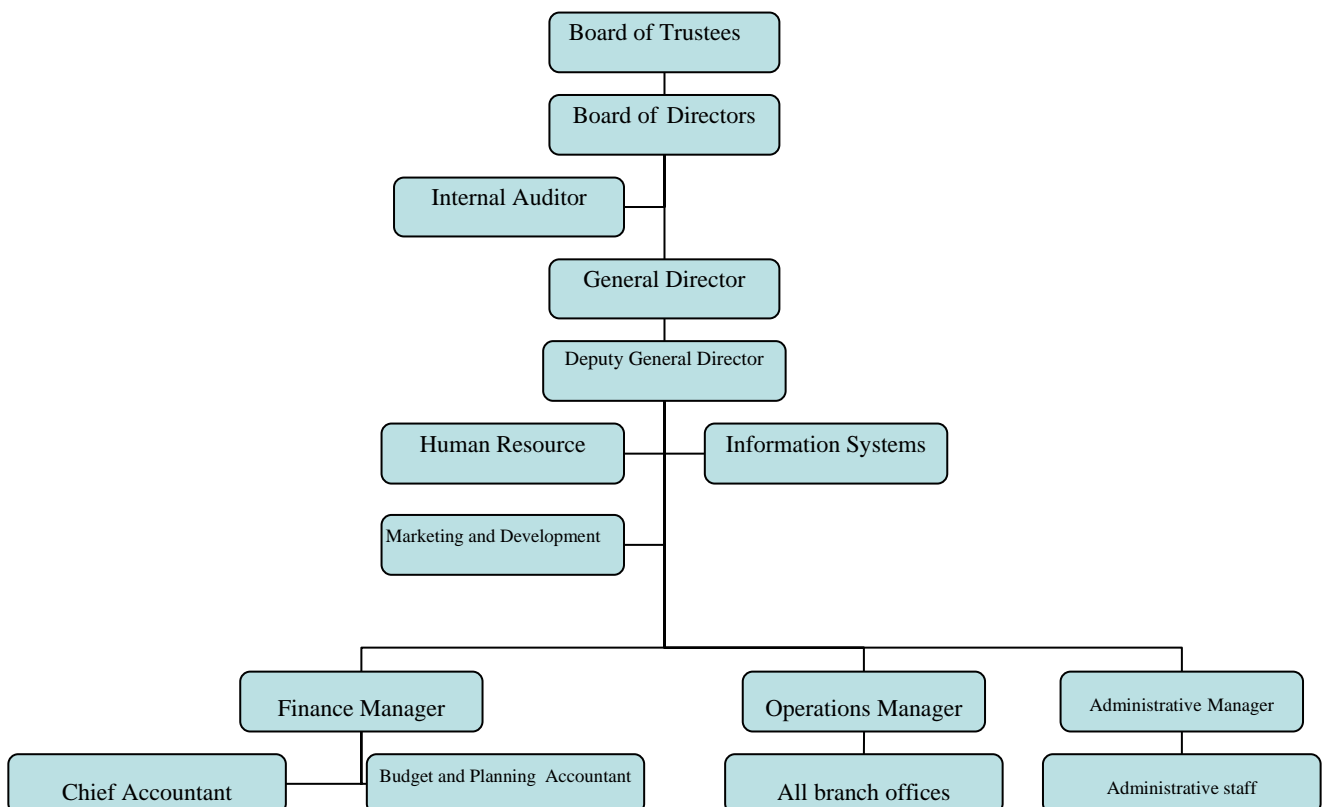 Board of Trustees
Board of Directors
Internal Auditor
General Director
Deputy General Director
Human Resource
Information Systems
Marketing and Development
Finance Manager
Operations Manager
Administrative Manager
Chief Accountant
Budget and Planning Accountant
All branch offices
Administrative staff